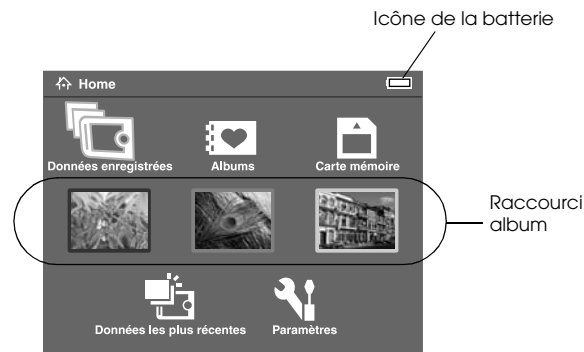 Icône de la batterie
Home
Données enregistrées
Albums
Carte mémoire
Raccourci
album
Données les plus récentes
Paramètres